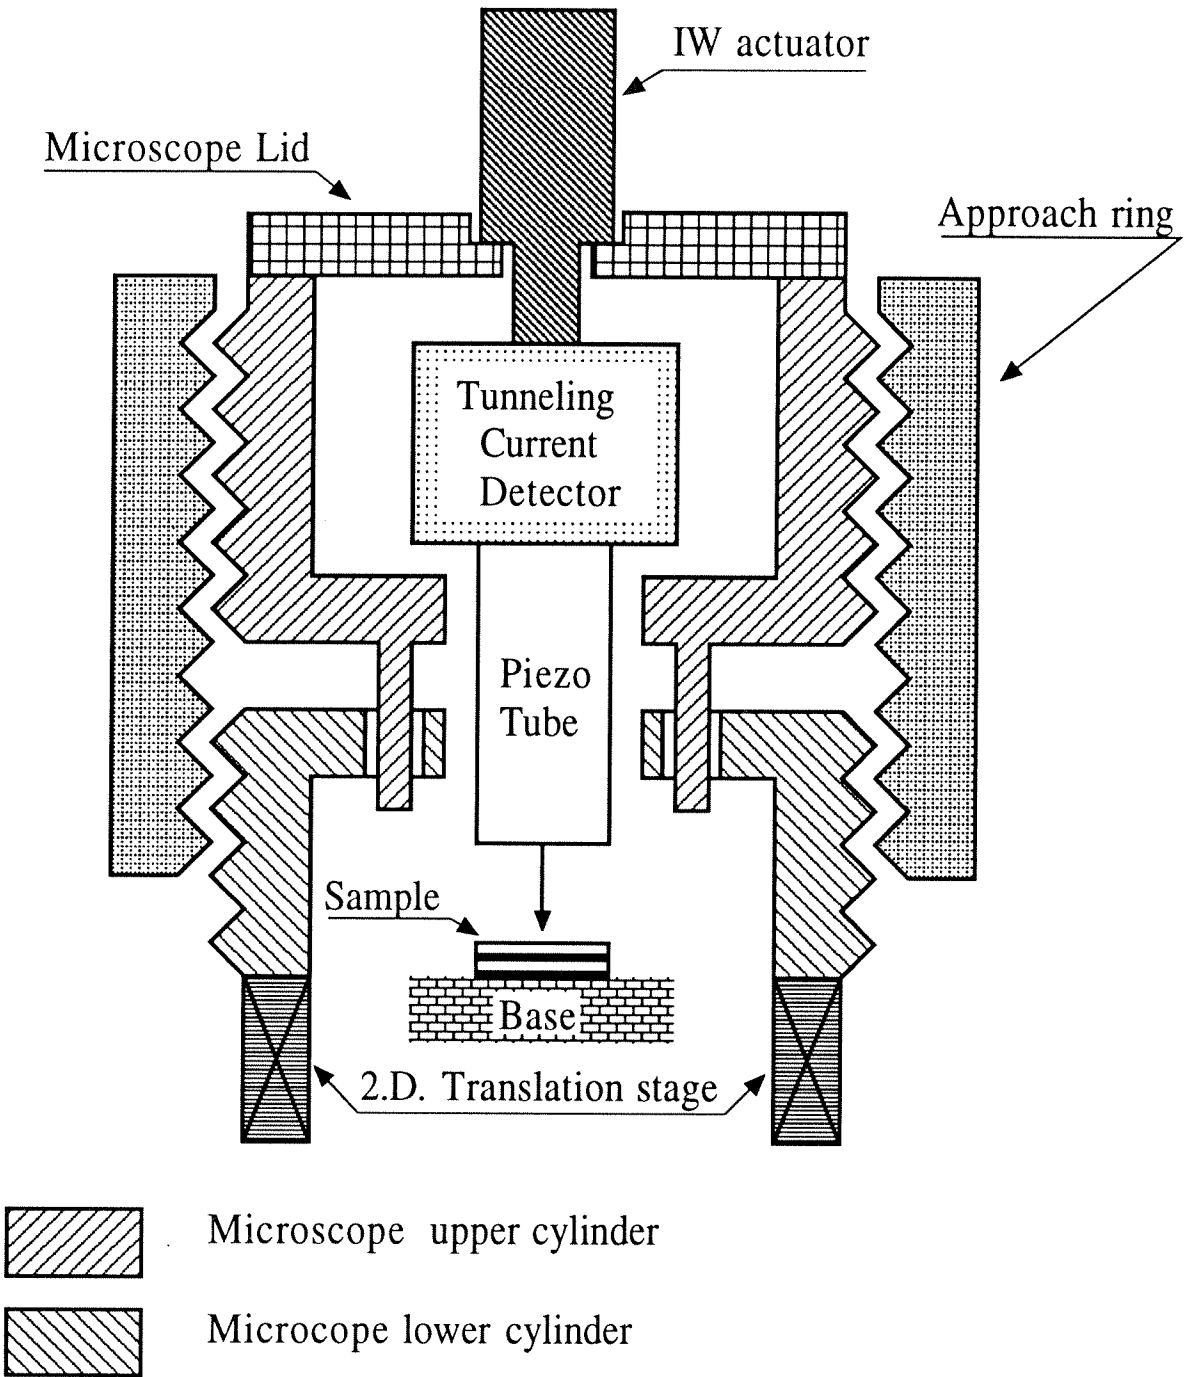 IW actuator
Microscope Lid
Approach ring
Tunneling
Current
Detector
Piezo
Tube
Sample
Base
2.D. Translation stage
Microscope upper cylinder
Microcope lower cylinder